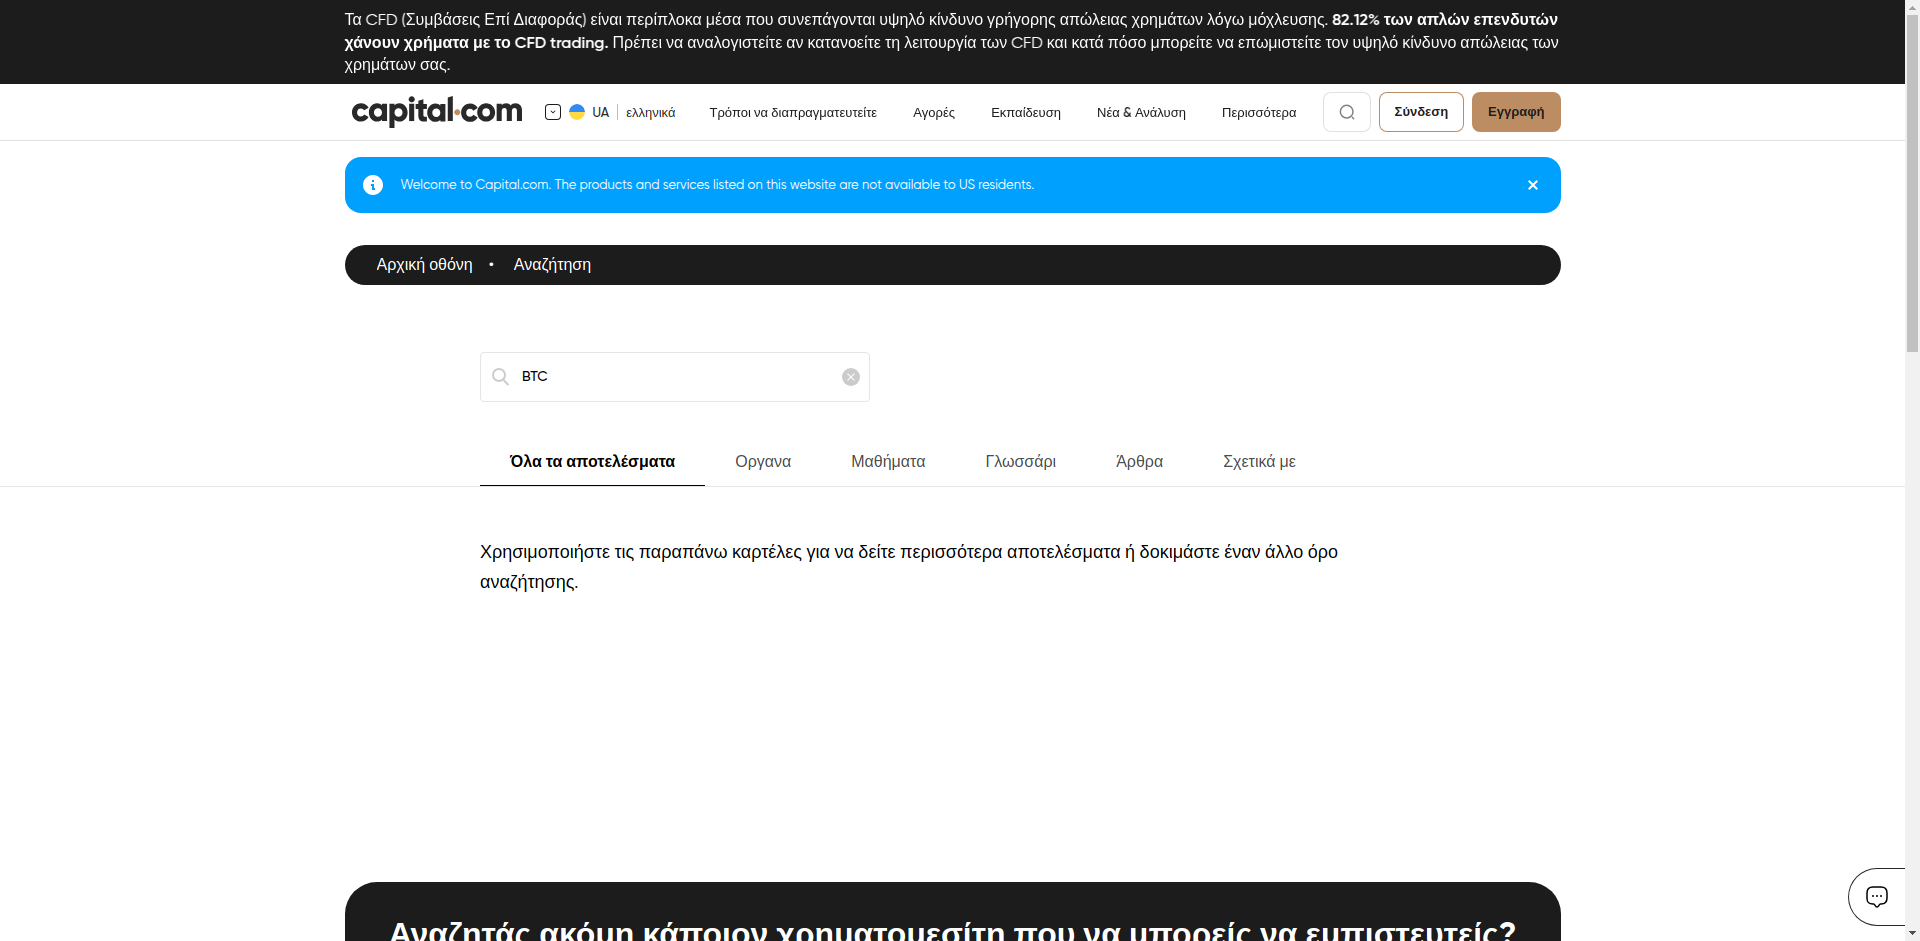 Τα CFD (Συμβάσεις Επί Διαφοράς) είναι περίπλοκα μέσα που συνεπάγονται υψηλό κίνδυνο γρήγορης απώλειας χρημάτων λόγω μόχλευσης. 82.12% των απλών επενδυτών
χάνουν χρήματα με το CFD trading. Πρέπει να αναλογιστείτε αν κατανοείτε τη λειτουργία των CFD και κατά πόσο μπορείτε να επωμιστείτε τον υψηλό κίνδυνο απώλειας των
χρημάτων σας.
capital.com UA ελληνικά Τρόποι να διαπραγματευτείτε Αγορές Εκπαίδευση Νέα & Ανάλυση Περισσότερα Σύνδεση Εγγραφή
Welcome to Capital.com. The products and services listed on this website are not available to US residents.
Αρχική οθόνη • Αναζήτηση
BTC
Όλα τα αποτελέσματα Οργανα Μαθήματα Γλωσσάρι Άρθρα Σχετικά με
Χρησιμοποιήστε τις παραπάνω καρτέλες για να δείτε περισσότερα αποτελέσματα ή δοκιμάστε έναν άλλο όρο
αναζήτησης.
Αναζητάς ακόμη κάποιον χρηματομεσίτη που να μπορείς να εμπιστευτείς?